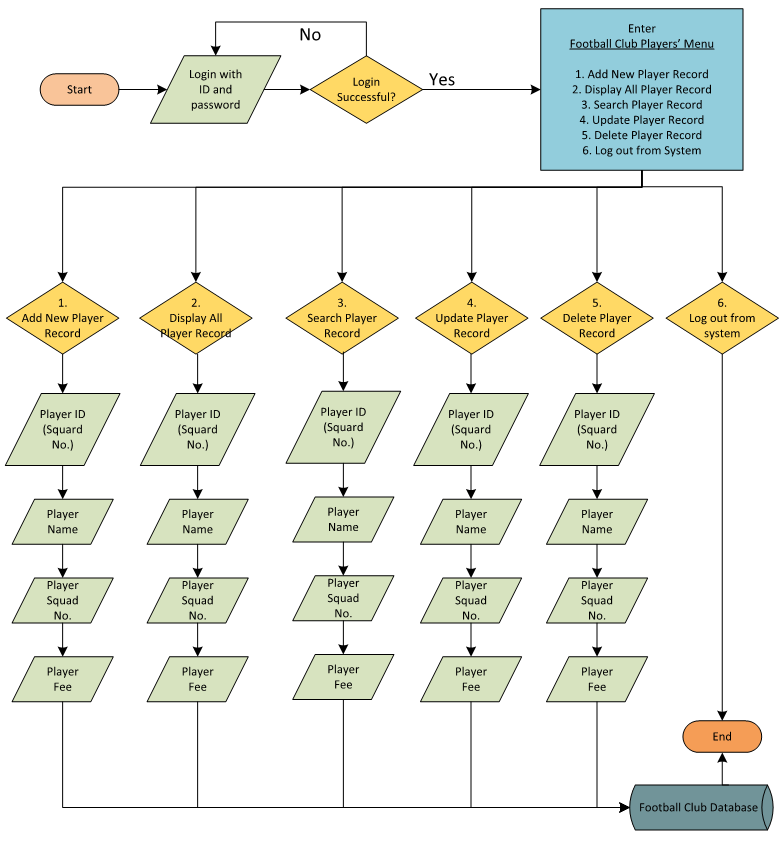 No
Enter
Football Club Players' Menu
1. Add New Player Record
2. Display All Player Record
3. Search Player Record
4. Update Player Record
5. Delete Player Record
6. Log out from System
Start
Login with
ID and
password
Login
Successful?
Yes
1.
Add New Player
Record
2.
Display All
Player Record
3.
Search Player
Record
4.
Update Player
Record
5.
Delete Player
Record
6.
Log out from
system
Player ID
(Squard
No.)
Player ID
(Squard
No.)
Player ID
(Squard
No.)
Player ID
(Squard
No.)
Player ID
(Squard
No.)
Player
Name
Player
Name
Player
Name
Player
Name
Player
Name
Player
Squad
No.
Player
Squad
No.
Player
Squad
No.
Player
Squad
No.
Player
Squad
No.
Player
Fee
Player
Fee
Player
Fee
Player
Fee
Player
Fee
End
Football Club Database